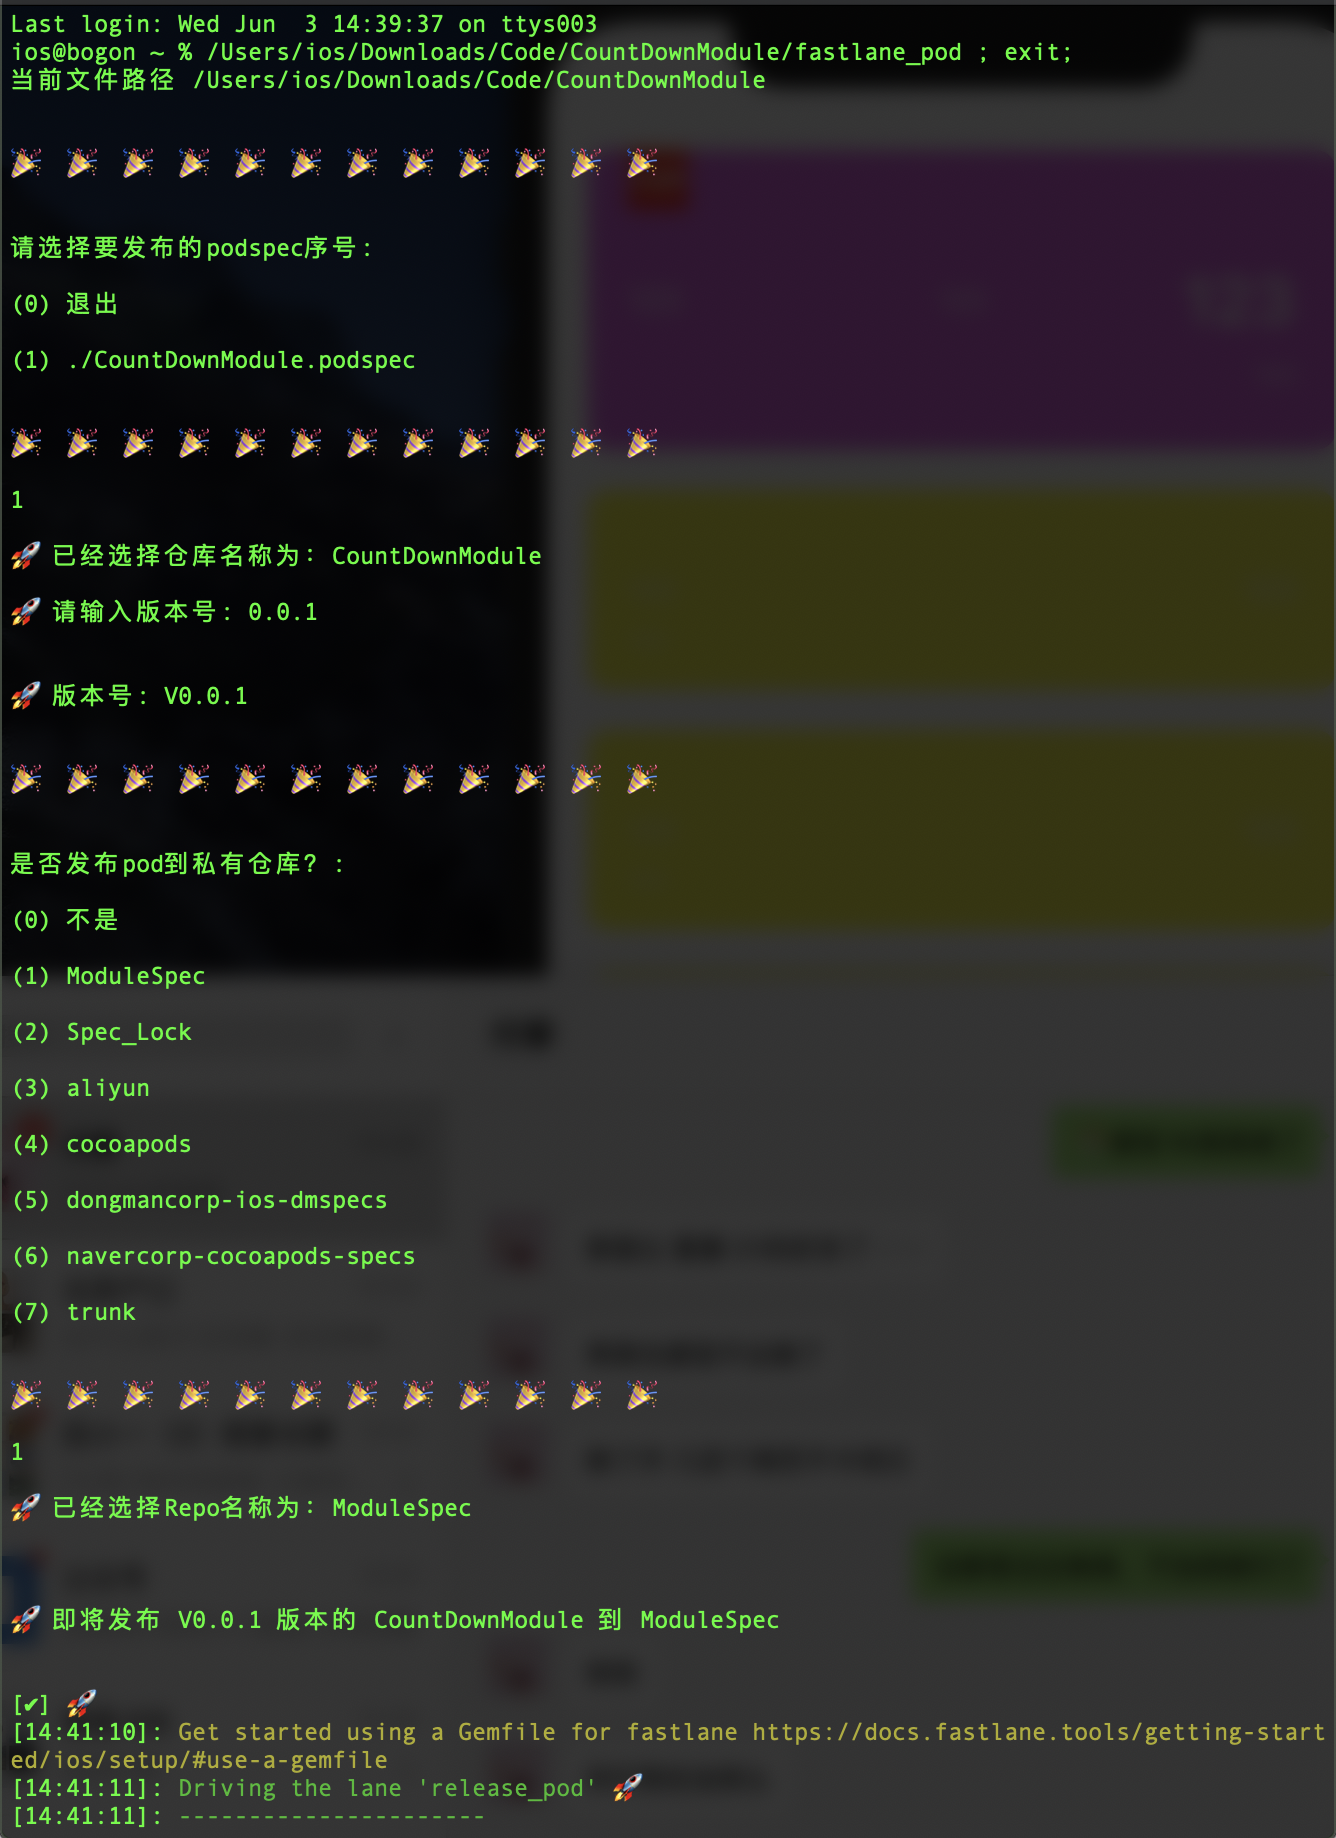 Last login: Wed Jun  3 14:39:37 on ttys003
ios@bogon ~ % /Users/ios/Downloads/Code/CountDownModule/fastlane_pod ; exit;
当前文件路径 /Users/ios/Downloads/Code/CountDownModule
🎉 🎉 🎉 🎉 🎉 🎉 🎉 🎉 🎉 🎉 🎉 🎉
请选择要发布的podspec序号:
(0) 退出
(1) ./CountDownModule.podspec
🎉 🎉 🎉 🎉 🎉 🎉 🎉 🎉 🎉 🎉 🎉 🎉
1
🚀 已经选择仓库名称为: CountDownModule
🚀 请输入版本号: 0.0.1
🚀 版本号: V0.0.1
🎉 🎉 🎉 🎉 🎉 🎉 🎉 🎉 🎉 🎉 🎉 🎉
是否发布pod到私有仓库? :
(0) 不是
(1) ModuleSpec
(2) Spec_Lock
(3) aliyun
(4) cocoapods
(5) dongmancorp-ios-dmspecs
(6) navercorp-cocoapods-specs
(7) trunk
🎉 🎉 🎉 🎉 🎉 🎉 🎉 🎉 🎉 🎉 🎉 🎉
1
🚀 已经选择Repo名称为: ModuleSpec
🚀 即将发布 V0.0.1 版本的 CountDownModule 到 ModuleSpec
[✔] 🚀
[14:41:10]: Get started using a Gemfile for fastlane https://docs.fastlane.tools/getting-start
ed/ios/setup/#use-a-gemfile
[14:41:11]: Driving the lane 'release_pod' 🚀
[14:41:11]: ----------------------